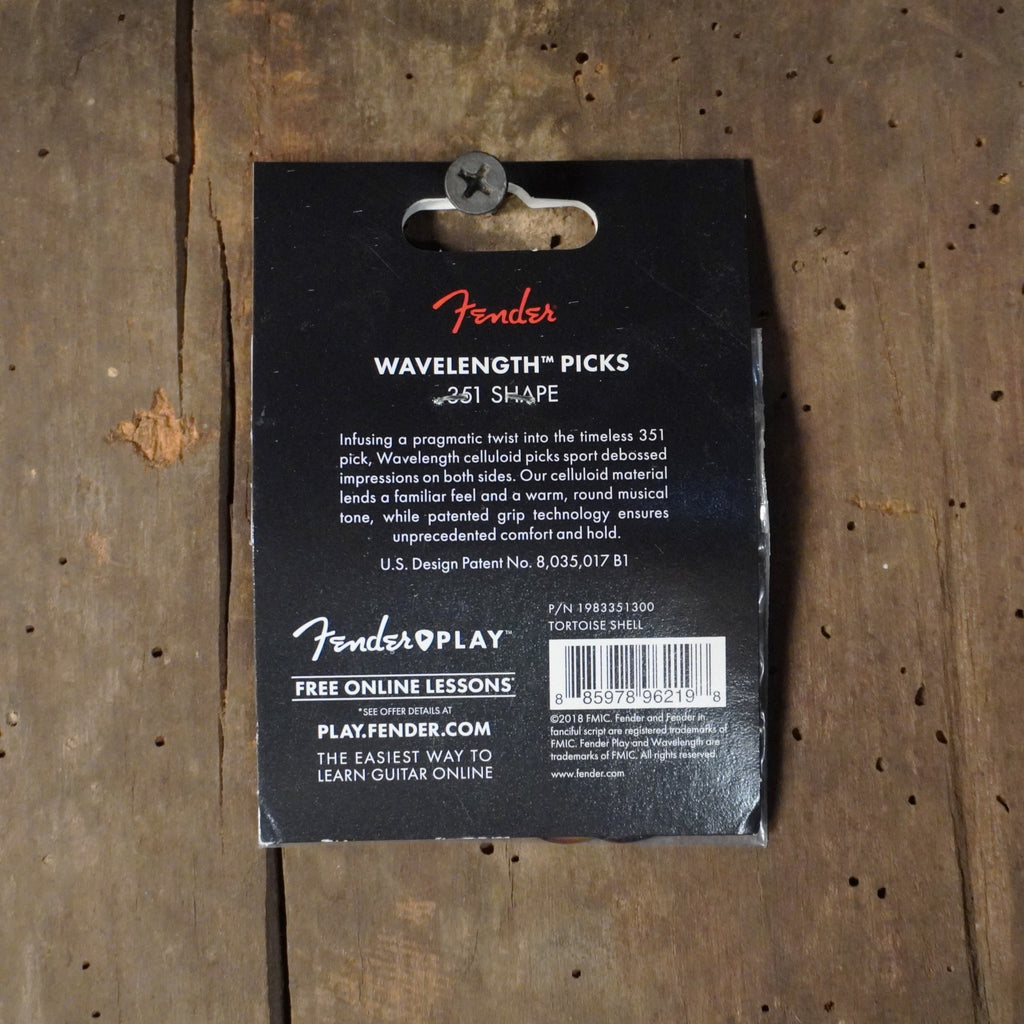 Fender
WAVELENGTH™ PICKS
351 SHAPE
Infusing a pragmatic twist into the timeless 351
pick, Wavelength celluloid picks sport debossed
impressions on both sides. Our celluloid material
lends a familiar feel and a warm, round musical
tone, while patented grip technology ensures
unprecedented comfort and hold.
U.S. Design Patent No. 8,035,017 B1
Fender PLAY™
FREE ONLINE LESSONS*
*SEE OFFER DETAILS AT
PLAY.FENDER.COM
THE EASIEST WAY TO
LEARN GUITAR ONLINE
P/N 1983351300
TORTOISE SHELL
8 85978 96219 8
©2018 FMIC. Fender and Fender in
fanciful script are registered trademarks of
FMIC. Fender Play and Wavelength are
trademarks of FMIC. All rights reserved.
www.fender.com